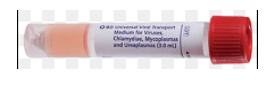 BD Universal Viral Transport
Medium for Viruses,
Chlamydiae, Mycoplasmas
and Ureaplasmas (3.0 mL)